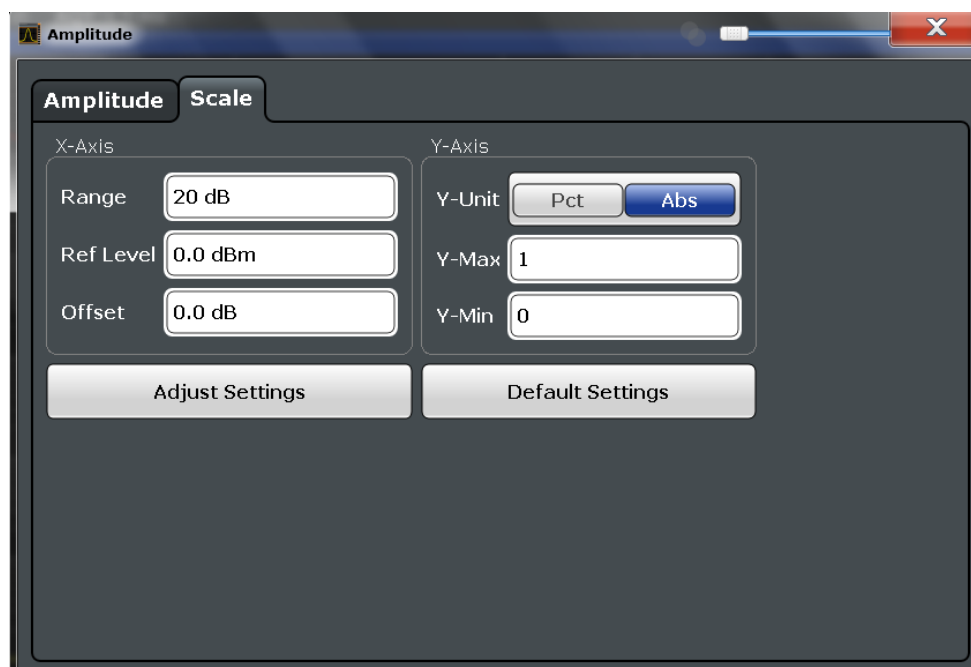 Amplitude
X
Amplitude Scale
X-Axis
Range 20 dB
Ref Level 0.0 dBm
Offset 0.0 dB
Y-Axis
Y-Unit Pct Abs
Y-Max 1
Y-Min 0
Adjust Settings
Default Settings